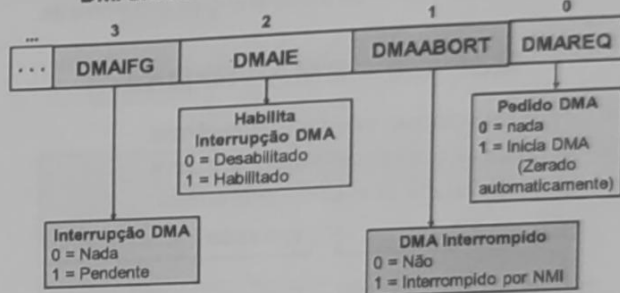 ...
3
2
1
0
...
DMAIFG
DMAIE
DMAABORT
DMAREQ
Habilita
Interrupção DMA
0 = Desabilitado
1 = Habilitado
Pedido DMA
0 = nada
1 = Inicia DMA
(Zerado
automaticamente)
Interrupção DMA
0 = Nada
1 = Pendente
DMA Interrompido
0 = Não
1 = Interrompido por NMI